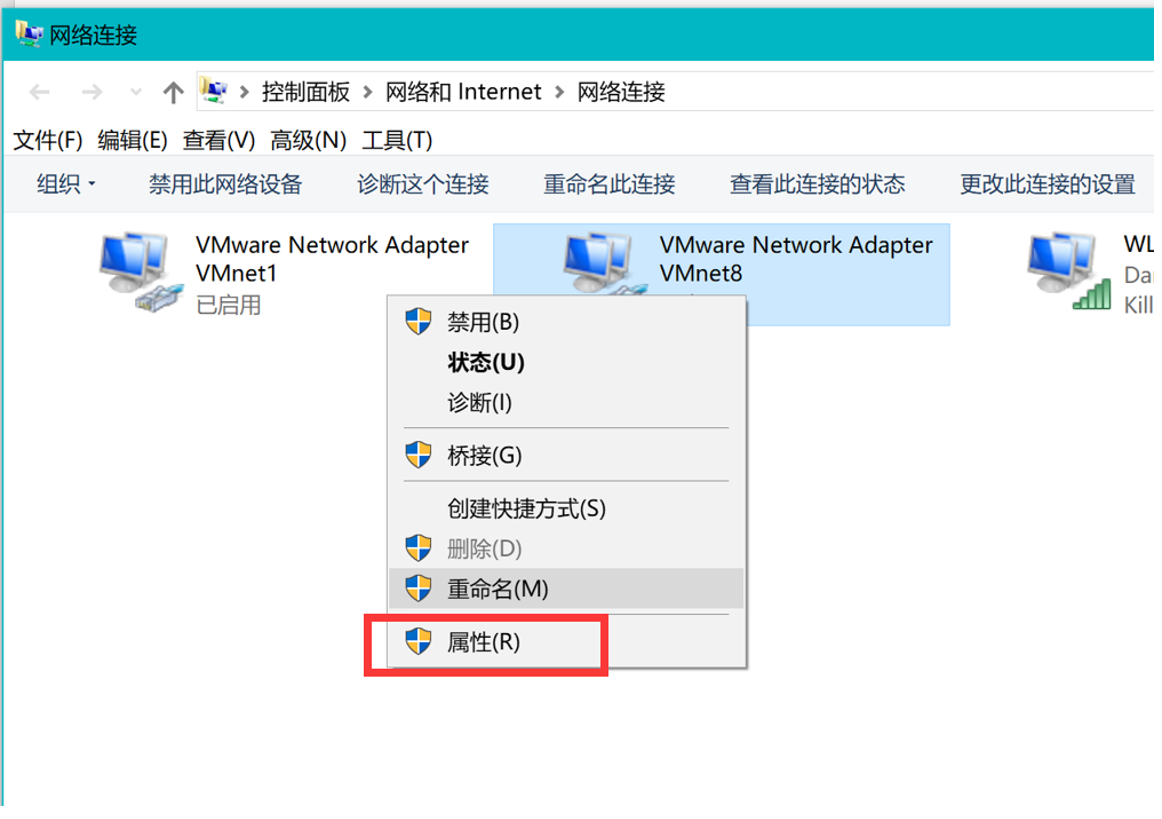 网络连接
控制面板 > 网络和 Internet > 网络连接
文件(F) 编辑(E) 查看(V) 高级(N) 工具(T)
组织 禁用此网络设备 诊断这个连接 重命名此连接 查看此连接的状态 更改此连接的设置
VMware Network Adapter
VMnet1
已启用
VMware Network Adapter
VMnet8
WL
Da
Kill
禁用(B)
状态(U)
诊断(I)
桥接(G)
创建快捷方式(S)
删除(D)
重命名(M)
属性(R)